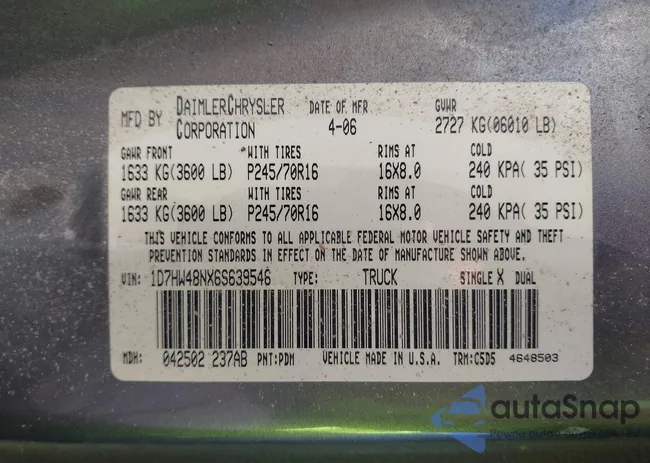 MFD BY DAIMLERCHRYSLER CORPORATION DATE OF MFR 4-06 GVWR 2727 KG(06010 LB)
GAWR FRONT WITH TIRES RIMS AT COLD
1633 KG(3600 LB) P245/70R16 16X8.0 240 KPA( 35 PSI)
GAWR REAR WITH TIRES RIMS AT COLD
1633 KG(3600 LB) P245/70R16 16X8.0 240 KPA( 35 PSI)
THIS VEHICLE CONFORMS TO ALL APPLICABLE FEDERAL MOTOR VEHICLE SAFETY AND THEFT
PREVENTION STANDARDS IN EFFECT ON THE DATE OF MANUFACTURE SHOWN ABOVE.
VIN: 1D7HW48NX6S639546 TYPE: TRUCK SINGLE X DUAL
MDH: 042502 237AB PNT:PDM VEHICLE MADE IN U.S.A. TRM:C5D5 4648503
autaSnap